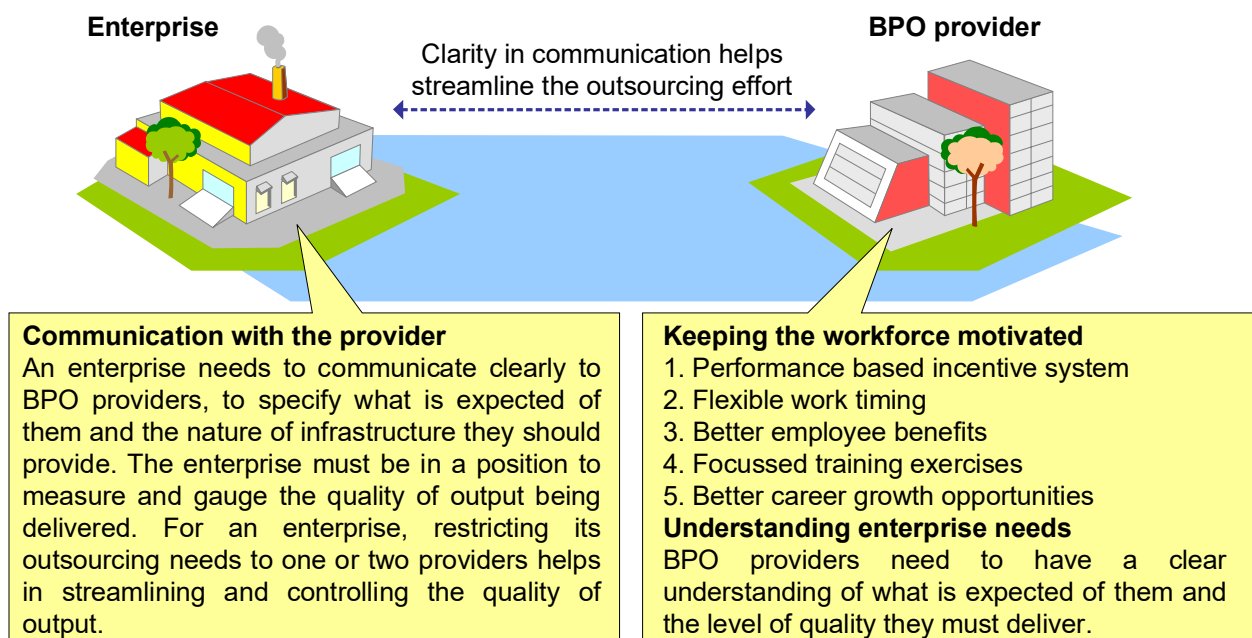 Enterprise
BPO provider
Clarity in communication helps
streamline the outsourcing effort
Communication with the provider
An enterprise needs to communicate clearly to
BPO providers, to specify what is expected of
them and the nature of infrastructure they should
provide. The enterprise must be in a position to
measure and gauge the quality of output being
delivered. For an enterprise, restricting its
outsourcing needs to one or two providers helps
in streamlining and controlling the quality of
output.
Keeping the workforce motivated
1. Performance based incentive system
2. Flexible work timing
3. Better employee benefits
4. Focussed training exercises
5. Better career growth opportunities
Understanding enterprise needs
BPO providers need to have a clear
understanding of what is expected of them and
the level of quality they must deliver.